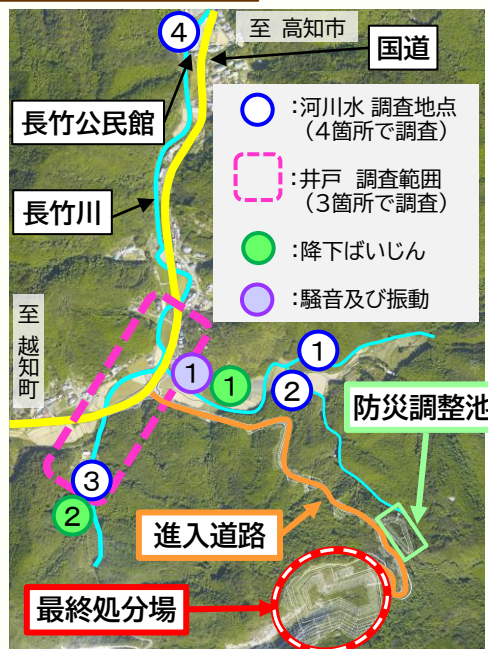 ④
至 高知市
国道
長竹公民館
長竹川
:河川水 調査地点
(4箇所で調査)
:井戸 調査範囲
(3箇所で調査)
:降下ばいじん
:騒音及び振動
至 越知町
①
①
①
②
防災調整池
③
②
進入道路
最終処分場